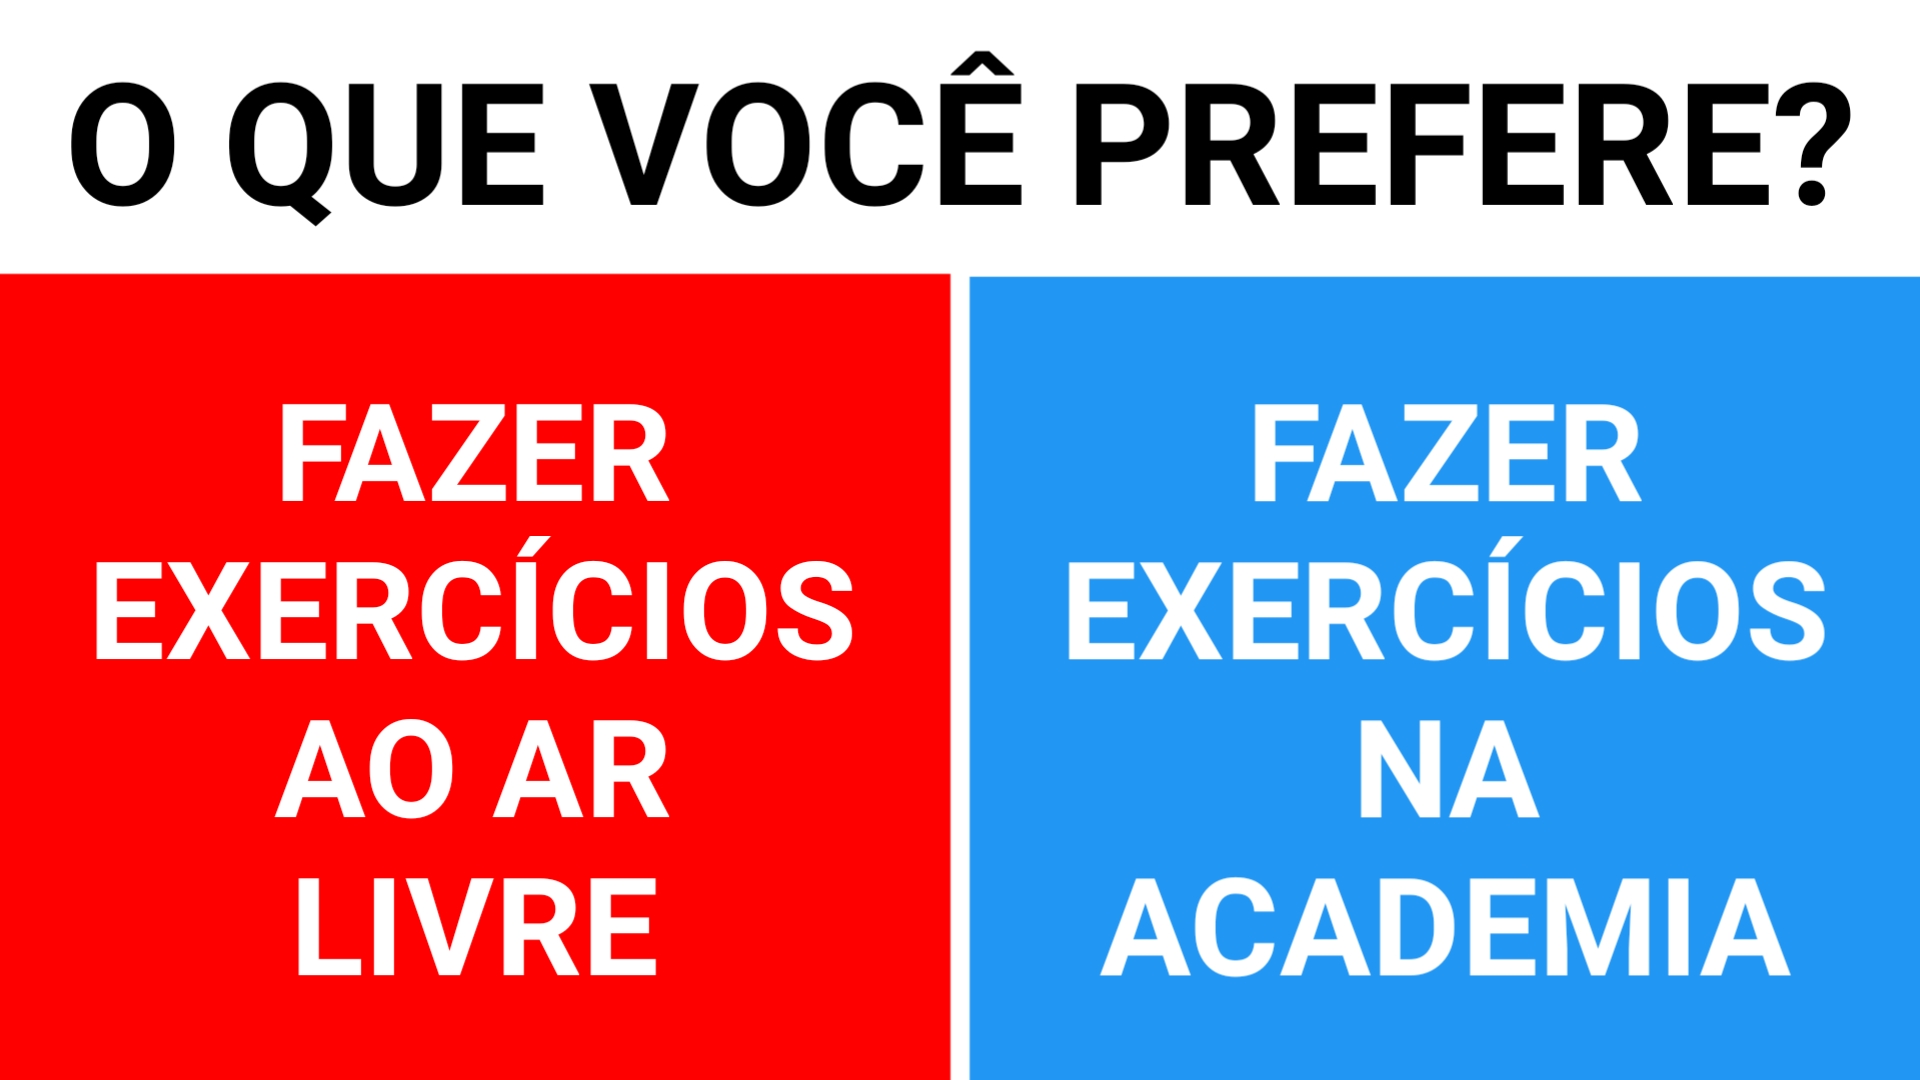 O QUE VOCÊ PREFERE?
FAZER
EXERCÍCIOS
AO AR
LIVRE
FAZER
EXERCÍCIOS
NA
ACADEMIA